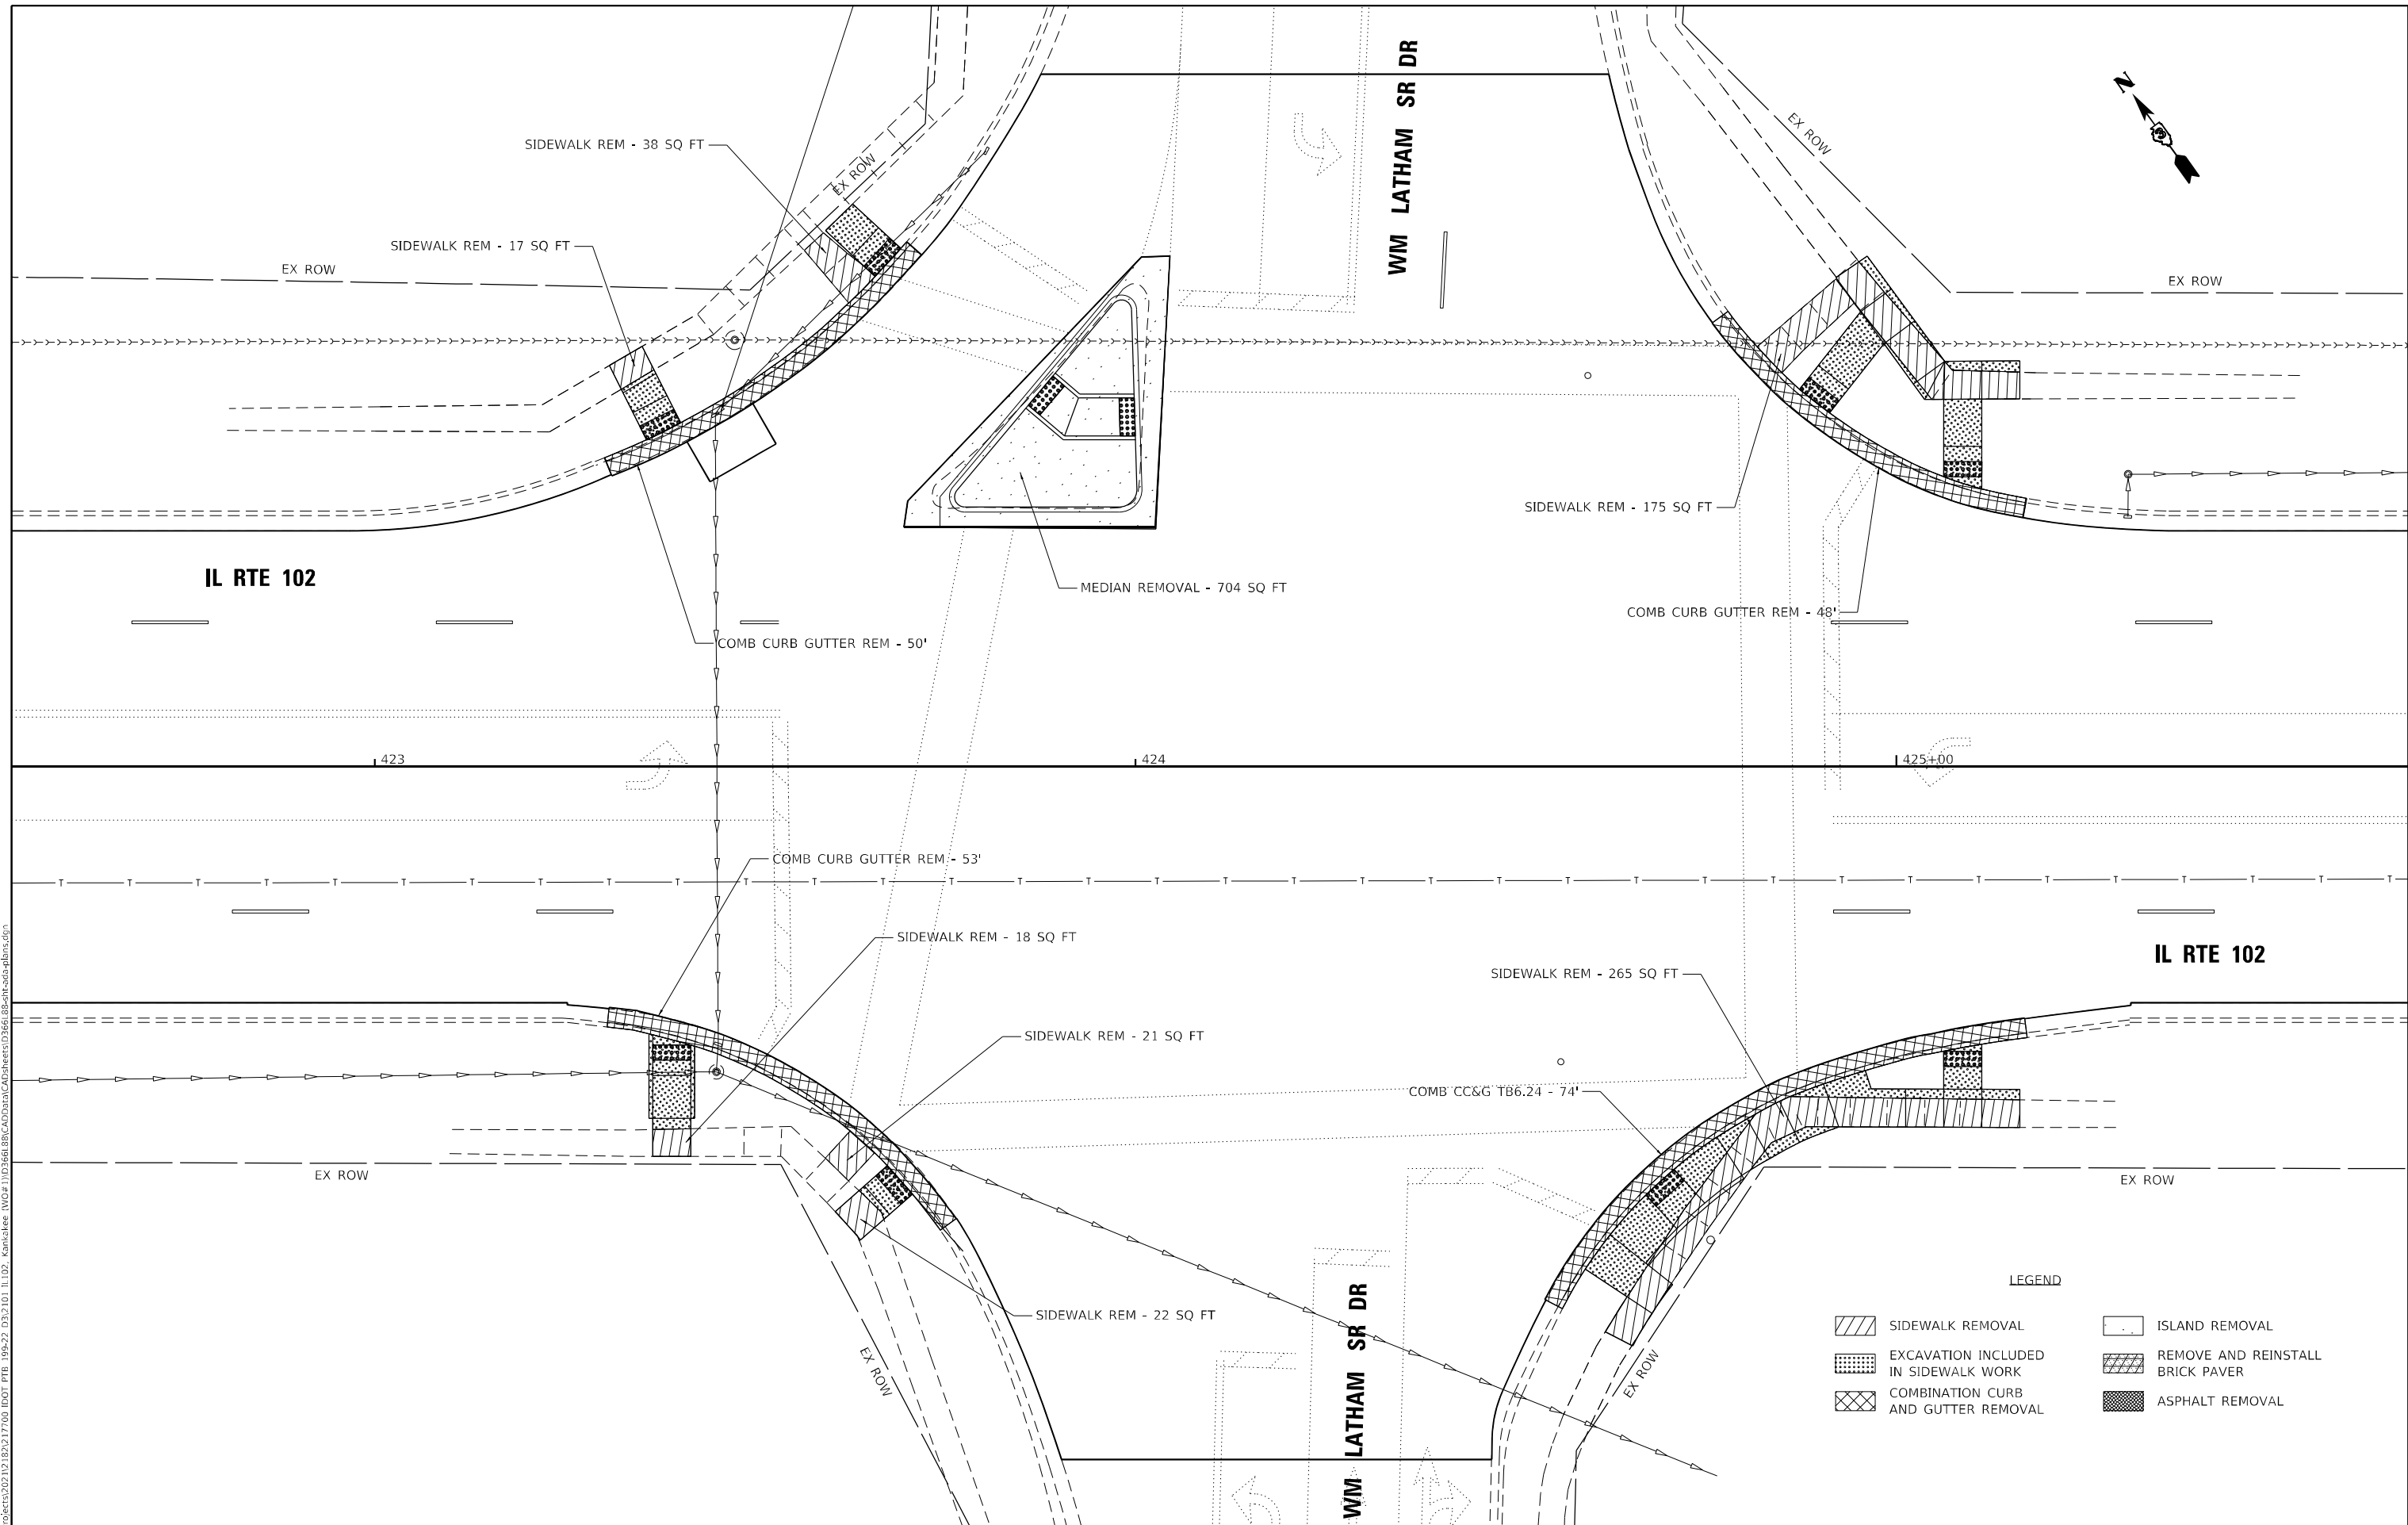 WM LATHAM SR DR
N
SIDEWALK REM - 38 SQ FT
EX ROW
EX ROW
SIDEWALK REM - 17 SQ FT
EX ROW
EX ROW
SIDEWALK REM - 175 SQ FT
IL RTE 102
MEDIAN REMOVAL - 704 SQ FT
COMB CURB GUTTER REM - 48'
COMB CURB GUTTER REM - 50'
423
424
425+00
COMB CURB GUTTER REM - 53'
SIDEWALK REM - 18 SQ FT
IL RTE 102
SIDEWALK REM - 265 SQ FT
SIDEWALK REM - 21 SQ FT
COMB CC&G TB6.24 - 74'
EX ROW
EX ROW
SIDEWALK REM - 22 SQ FT
EX ROW
EX ROW
WM LATHAM SR DR
LEGEND
SIDEWALK REMOVAL
EXCAVATION INCLUDED
IN SIDEWALK WORK
COMBINATION CURB
AND GUTTER REMOVAL
ISLAND REMOVAL
REMOVE AND REINSTALL
BRICK PAVER
ASPHALT REMOVAL